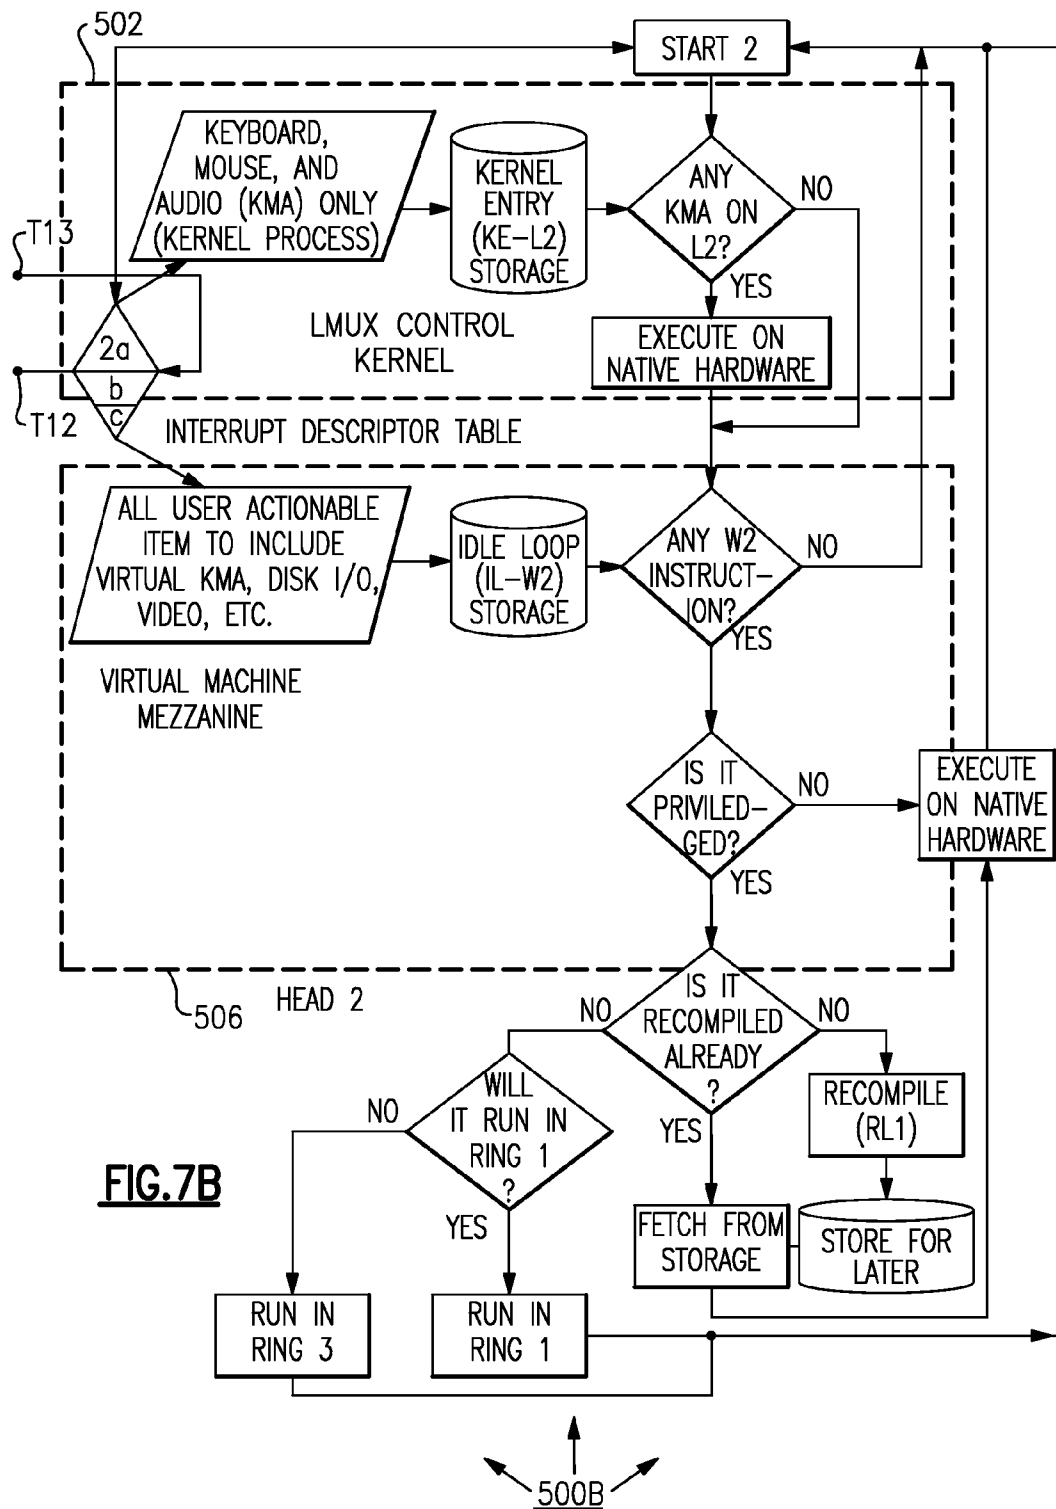 502
START 2
KEYBOARD,
MOUSE, AND
AUDIO (KMA) ONLY
(KERNEL PROCESS)
KERNEL
ENTRY
(KE-L2)
STORAGE
ANY
KMA ON
L2?
NO
YES
T13
LMUX CONTROL
KERNEL
EXECUTE ON
NATIVE HARDWARE
2a
b
c
T12
INTERRUPT DESCRIPTOR TABLE
ALL USER ACTIONABLE
ITEM TO INCLUDE
VIRTUAL KMA, DISK I/O,
VIDEO, ETC.
IDLE LOOP
(IL-W2)
STORAGE
ANY W2
INSTRUCT-
ION?
NO
YES
VIRTUAL MACHINE
MEZZANINE
IS IT
PRIVILED-
GED?
NO
YES
EXECUTE
ON NATIVE
HARDWARE
506
HEAD 2
IS IT
RECOMPILED
ALREADY
?
NO
NO
YES
WILL
IT RUN IN
RING 1
?
NO
YES
RECOMPILE
(RL1)
FIG.7B
FETCH FROM
STORAGE
STORE FOR
LATER
RUN IN
RING 3
RUN IN
RING 1
500B